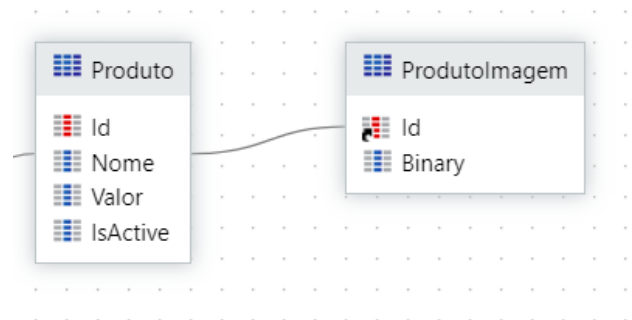 Produto
Id
Nome
Valor
IsActive
ProdutoImagem
Id
Binary